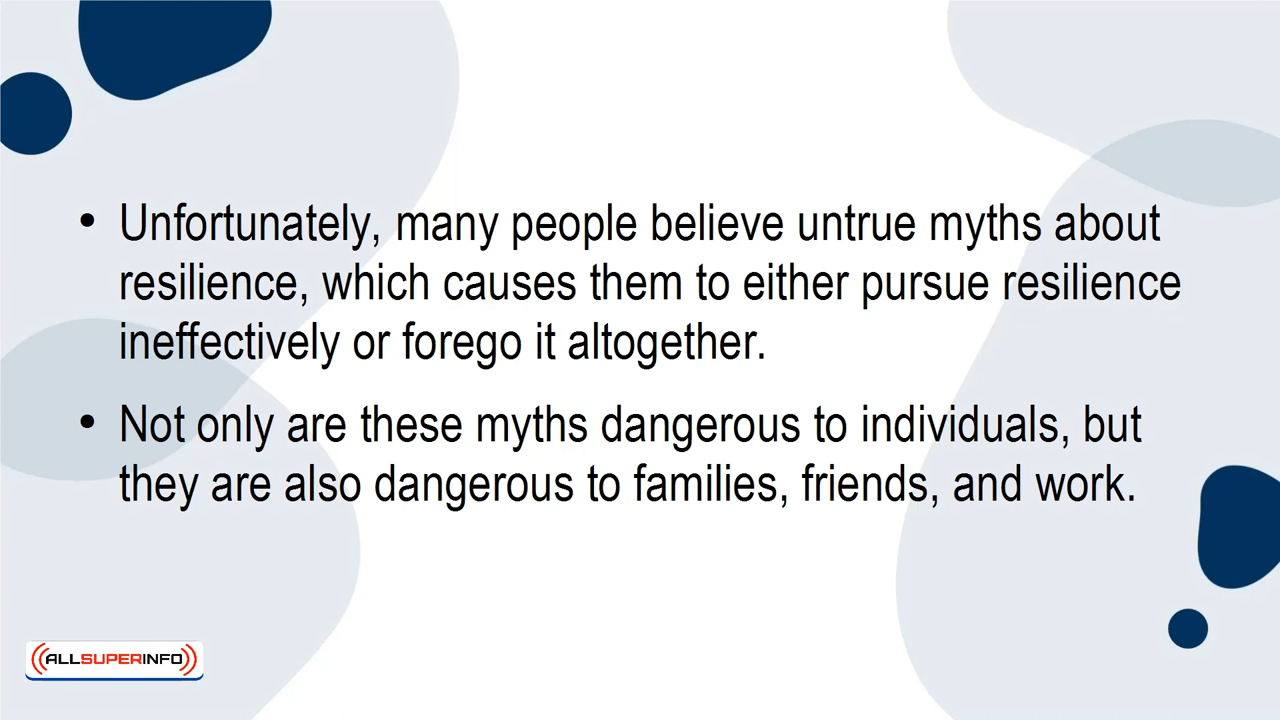 • Unfortunately, many people believe untrue myths about
resilience, which causes them to either pursue resilience
ineffectively or forego it altogether.
• Not only are these myths dangerous to individuals, but
they are also dangerous to families, friends, and work.
ALLSUPERINFO